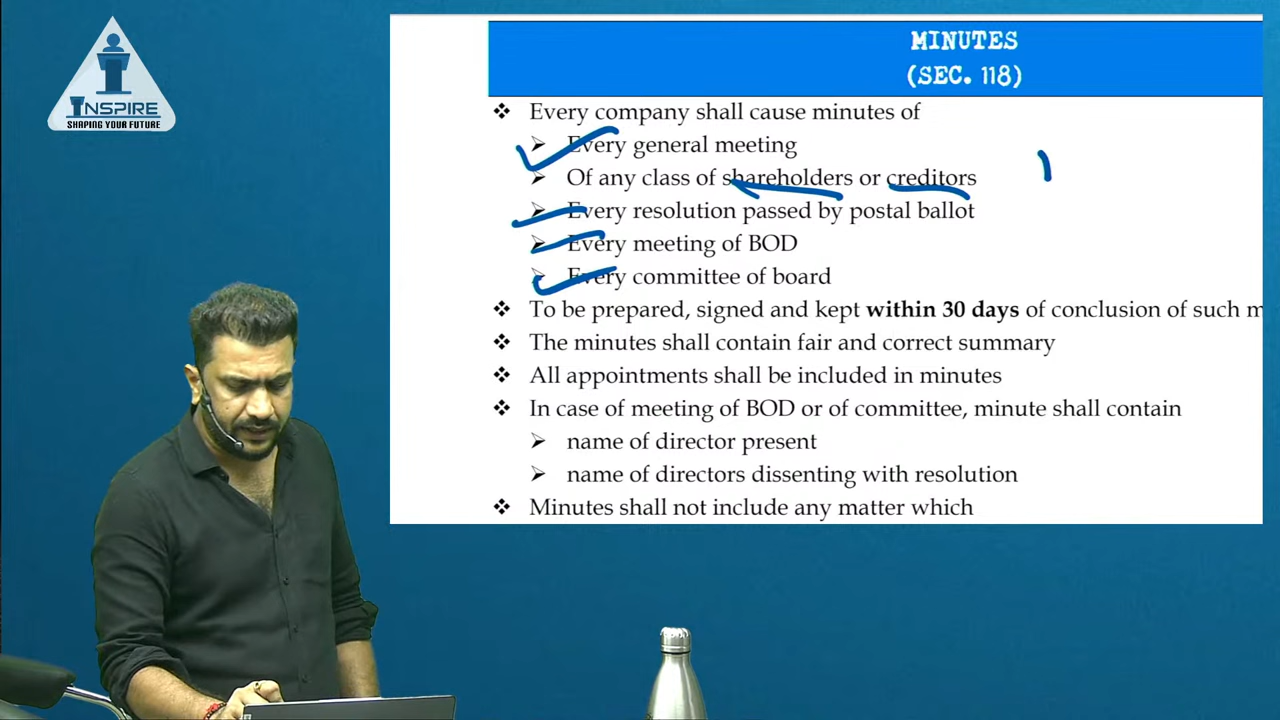 INSPIRE
SHAPING YOUR FUTURE
MINUTES
(SEC. 118)
❖ Every company shall cause minutes of
➢ Every general meeting
➢ Of any class of shareholders or creditors
➢ Every resolution passed by postal ballot
➢ Every meeting of BOD
➢ Every committee of board
❖ To be prepared, signed and kept within 30 days of conclusion of such m
❖ The minutes shall contain fair and correct summary
❖ All appointments shall be included in minutes
❖ In case of meeting of BOD or of committee, minute shall contain
➢ name of director present
➢ name of directors dissenting with resolution
❖ Minutes shall not include any matter which